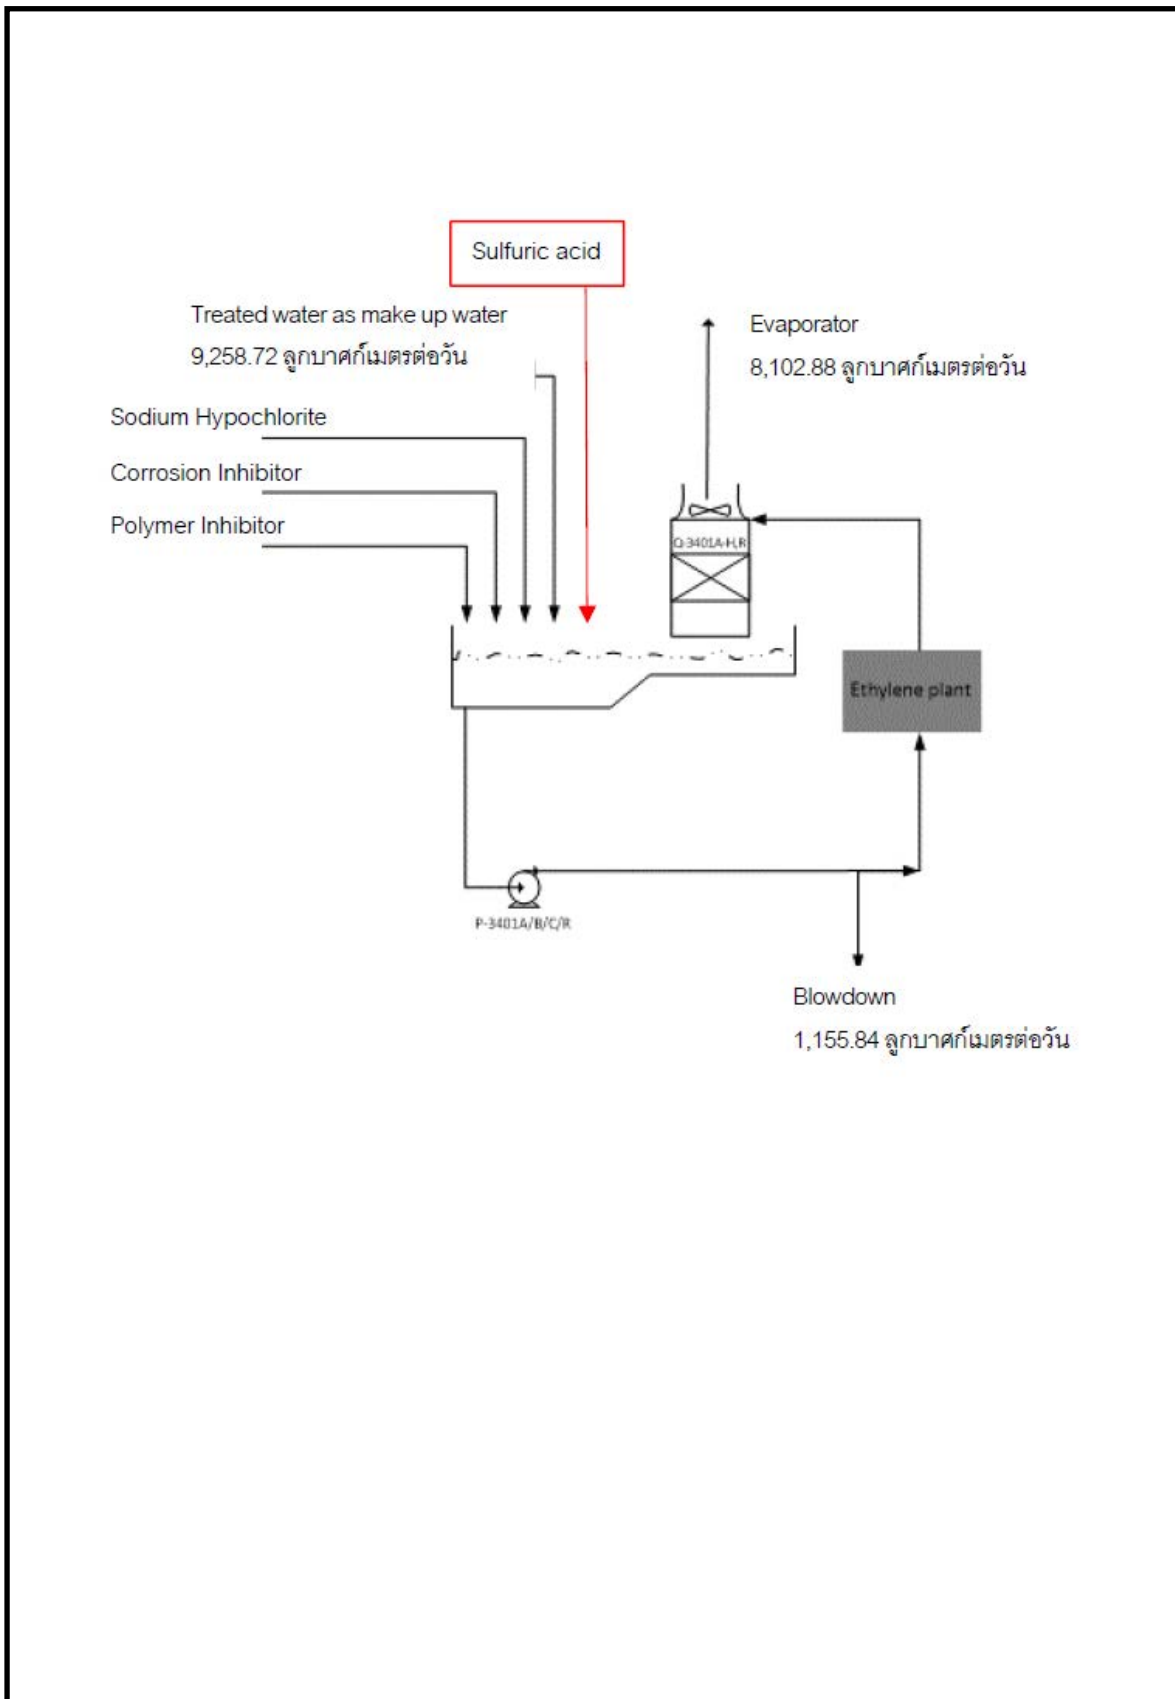 Sulfuric acid
Treated water as make up water
9,258.72 ลูกบาศก์เมตรต่อวัน
Evaporator
8,102.88 ลูกบาศก์เมตรต่อวัน
Sodium Hypochlorite
Corrosion Inhibitor
Polymer Inhibitor
Q-3401A-H,R
Ethylene plant
P-3401A/B/C/R
Blowdown
1,155.84 ลูกบาศก์เมตรต่อวัน